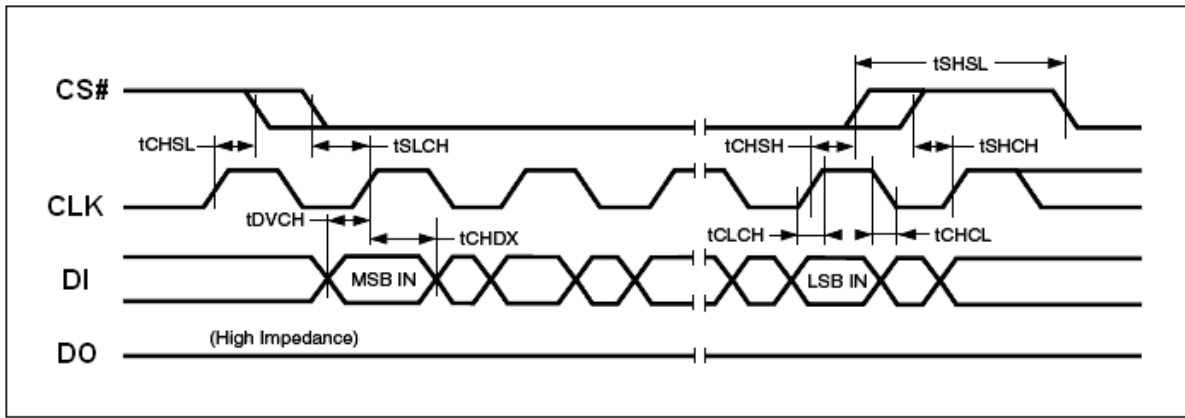 tSHSL
CS#
tCHSL
tSLCH
tCHSH
tSHCH
CLK
tDVCH
tCHDX
tCLCH
tCHCL
DI
MSB IN
LSB IN
(High Impedance)
DO